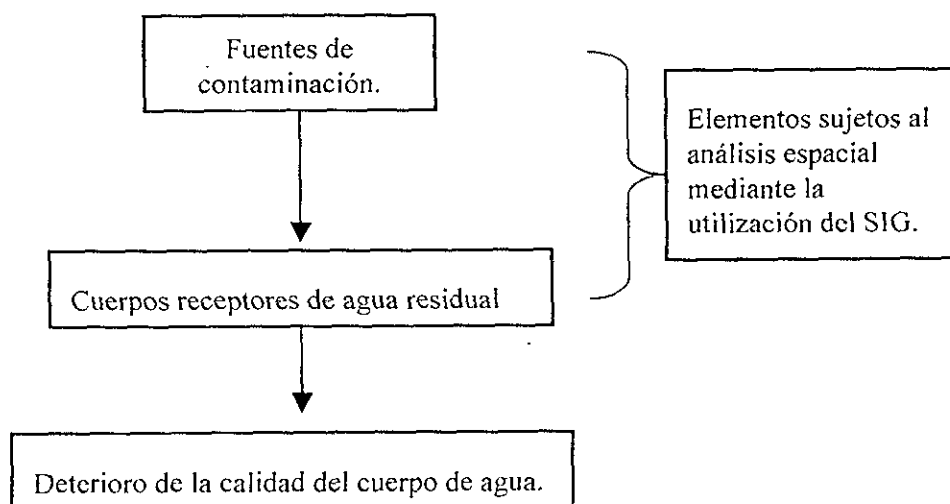 Fuentes de
contaminación.
Elementos sujetos al
análisis espacial
mediante la
utilización del SIG.
Cuerpos receptores de agua residual
Deterioro de la calidad del cuerpo de agua.